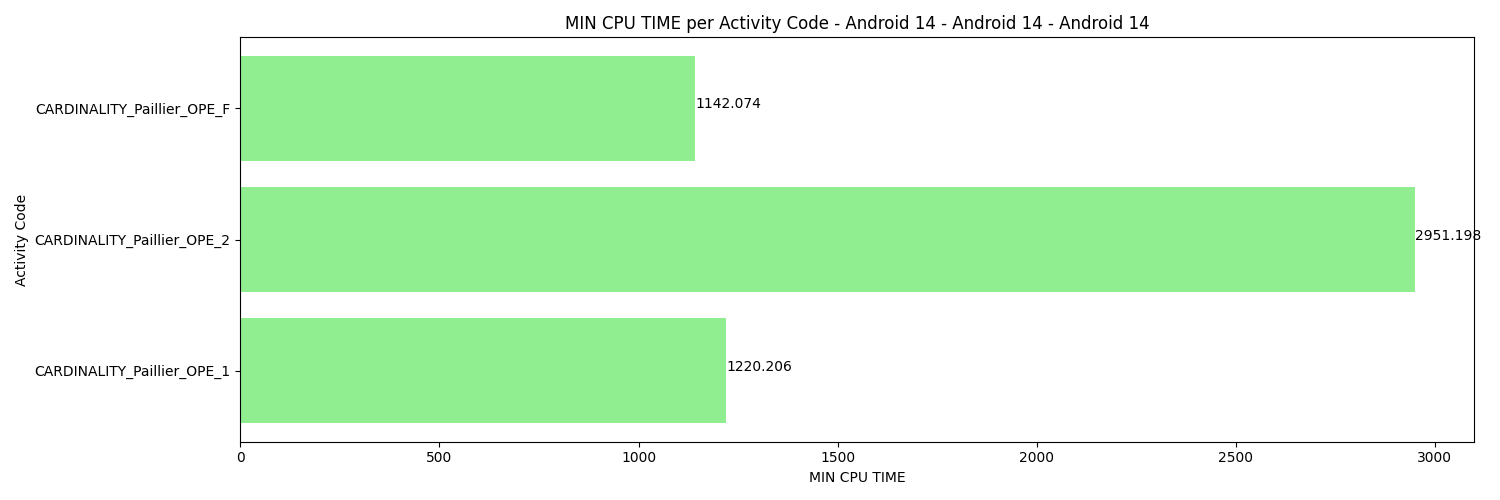 MIN CPU TIME per Activity Code - Android 14 - Android 14 - Android 14
CARDINALITY_Paillier_OPE_F
1142.074
CARDINALITY_Paillier_OPE_2
2951.198
CARDINALITY_Paillier_OPE_1
1220.206
Activity Code
0 500 1000 1500 2000 2500 3000
MIN CPU TIME